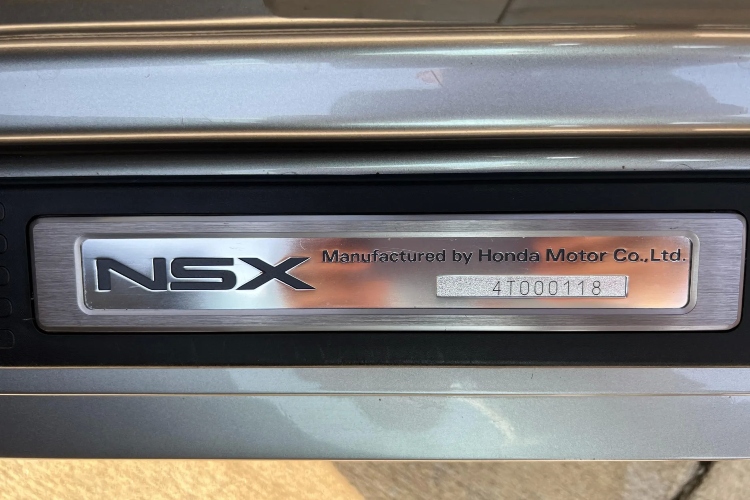 NSX Manufactured by Honda Motor Co.,Ltd.
4T000118